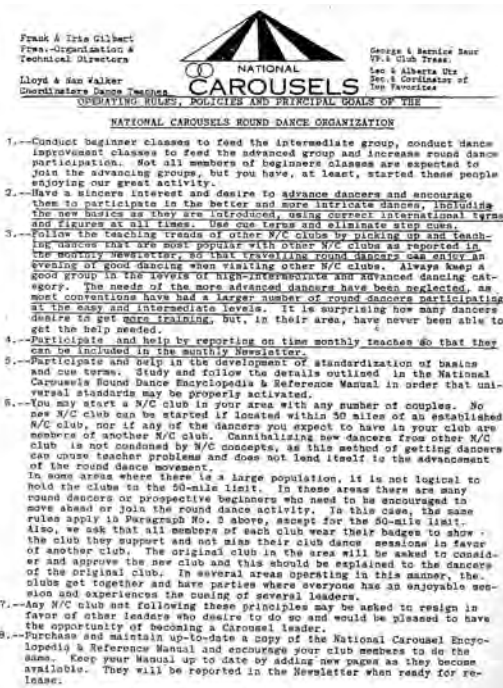 Frank & Iris Gilbert
Pres.-Organization &
Technical Directors
Lloyd & Nan Walker
Coordinators Dance Teaches
NATIONAL
CAROUSELS
George & Bernice Saur
VP.& Club Treas.
Leo & Alberta Utz
Sec.& Cordinator of
Top Favorites
OPERATING RULES, POLICIES AND PRINCIPAL GOALS OF THE
NATIONAL CAROUSELS ROUND DANCE ORGANIZATION
1.--Conduct beginner classes to feed the intermediate group, conduct dance
improvement classes to feed the advanced group and increase round dance
participation. Not all members of beginners classes are expected to
join the advancing groups, but you have, at least, started these people
enjoying our great activity.
2.--Have a sincere interest and desire to advance dancers and encourage
them to participate in the better and more intricate dances, including
the new basics as they are introduced, using correct international terms
and figures at all times. Use cue terms and eliminate step cues.
3.--Follow the teaching trends of other N/C clubs by picking up and teach-
ing dances that are most popular with other N/C clubs as reported in
the monthly newsletter, so that travelling round dancers can enjoy an
evening of good dancing when visiting other N/C clubs. Always keep a
good group in the levels of high-intermediate and advanced dancing cat-
egory. The needs of the more advanced dancers have been neglected, as
most conventions have had a larger number of round dancers participating
at the easy and intermediate levels. It is surprising how many dancers
desire to get more training, but, in their area, have never been able to
get the help needed.
4.--Participate and help by reporting on time monthly teaches so that they
can be included in the monthly Newsletter.
5.--Participate and help in the development of standardization of basics
and cue terms. Study and follow the details outlined in the National
Carousels Round Dance Encyclopedia & Reference Manual in order that uni-
versal standards may be properly activated.
6.--You may start a N/C club in your area with any number of couples. No
new N/C club can be started if located within 50 miles of an established
N/C club, nor if any of the dancers you expect to have in your club are
members of another N/C club. Cannibalizing new dancers from other N/C
club is not condoned by N/C concepts, as this method of getting dancers
can cause teacher problems and does not lend itself to the advancement
of the round dance movement.
In some areas where there is a large population, it is not logical to
hold the clubs to the 50-mile limit. In these areas there are many
round dancers or prospective beginners who need to be encouraged to
move ahead or join the round dance activity. In this case, the same
rules apply in Paragraph No. above, except for the 50-mile limit.
Also, we ask that all members of each club wear their badges to show
the club they support and not miss their club dance sessions in favor
of another club. The original club in the area will be asked to consid-
er and approve the new club and this should be explained to the dancers
of the original club. In several areas operating in this manner, the
clubs get together and have parties where everyone has an enjoyable ses-
sion and experiences the cueing of several leaders.
7.--Any N/C club not following these principles may be asked to resign in
favor of other leaders who desire to do so and would be pleased to have
the opportunity of becoming a Carousel leader.
8.--Purchase and maintain up-to-date a copy of the National Carousel Encyc-
lopedia & Reference Manual and encourage your club members to do the
same. Keep your Manual up to date by adding new pages as they become
available. They will be reported in the Newsletter when ready for re-
lease.